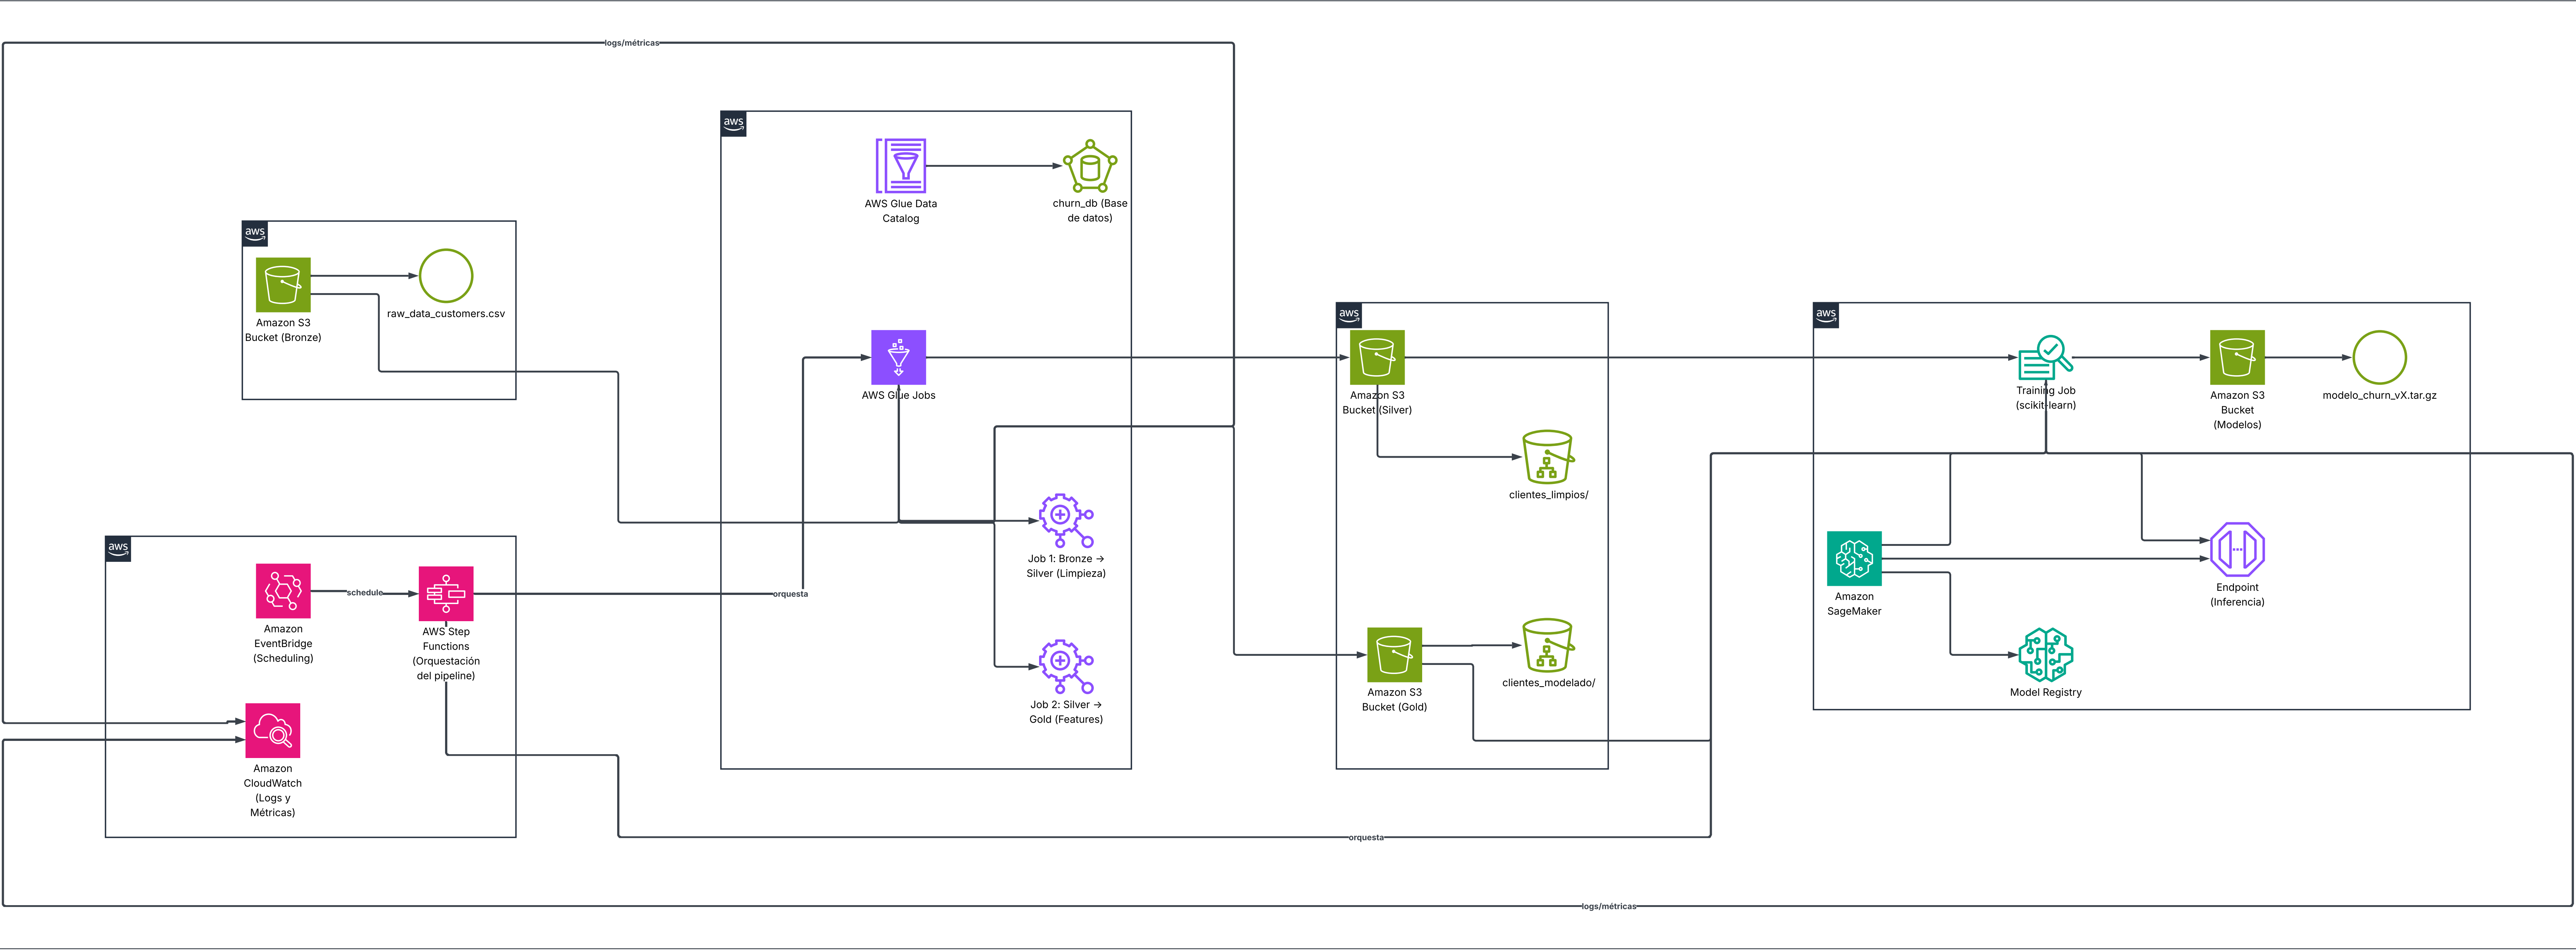 logs/métricas
aws
AWS Glue Data
Catalog
churn_db (Base
de datos)
aws
Amazon S3
Bucket (Bronze)
raw_data_customers.csv
AWS Glue Jobs
Job 1: Bronze →
Silver (Limpieza)
Job 2: Silver →
Gold (Features)
aws
Amazon S3
Bucket (Silver)
clientes_limpios/
Amazon S3
Bucket (Gold)
clientes_modelado/
aws
Training Job
(scikit-learn)
Amazon S3
Bucket
(Modelos)
modelo_churn_vX.tar.gz
Amazon
SageMaker
Endpoint
(Inferencia)
Model Registry
aws
Amazon
EventBridge
(Scheduling)
schedule
AWS Step
Functions
(Orquestación
del pipeline)
orquesta
Amazon
CloudWatch
(Logs y
Métricas)
orquesta
logs/métricas